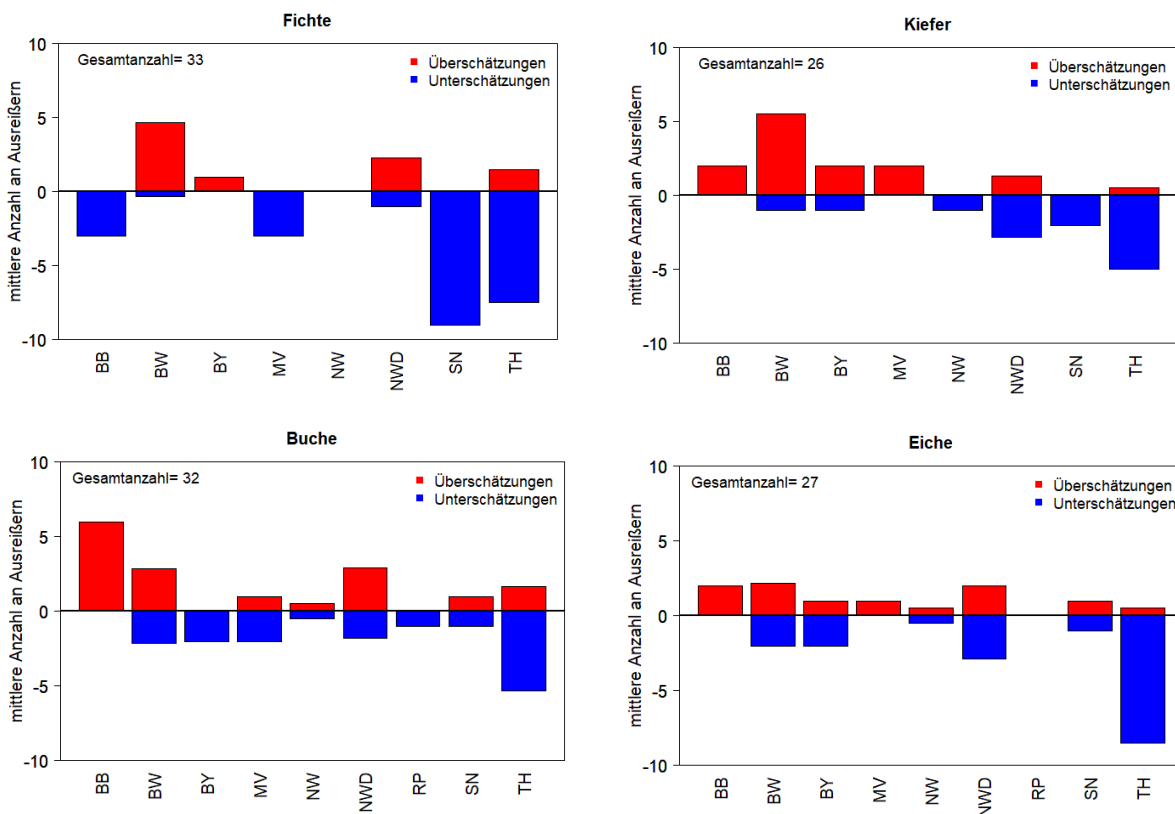 Fichte
Gesamtanzahl= 33
Überschätzungen
Unterschätzungen
mittlere Anzahl an Ausreißern
10
5
0
-5
-10
BB
BW
BY
MV
NW
NWD
SN
TH
Kiefer
Gesamtanzahl = 26
Überschätzungen
Unterschätzungen
mittlere Anzahl an Ausreißern
10
5
0
-5
-10
BB
BW
BY
MV
NW
NWD
SN
TH
Buche
Gesamtanzahl= 32
Überschätzungen
Unterschätzungen
mittlere Anzahl an Ausreißern
10
5
0
-5
-10
BB
BW
BY
MV
NW
NWD
RP
SN
TH
Eiche
Gesamtanzahl= 27
Überschätzungen
Unterschätzungen
mittlere Anzahl an Ausreißern
10
5
0
-5
-10
BB
BW
BY
MV
NW
NWD
RP
SN
TH